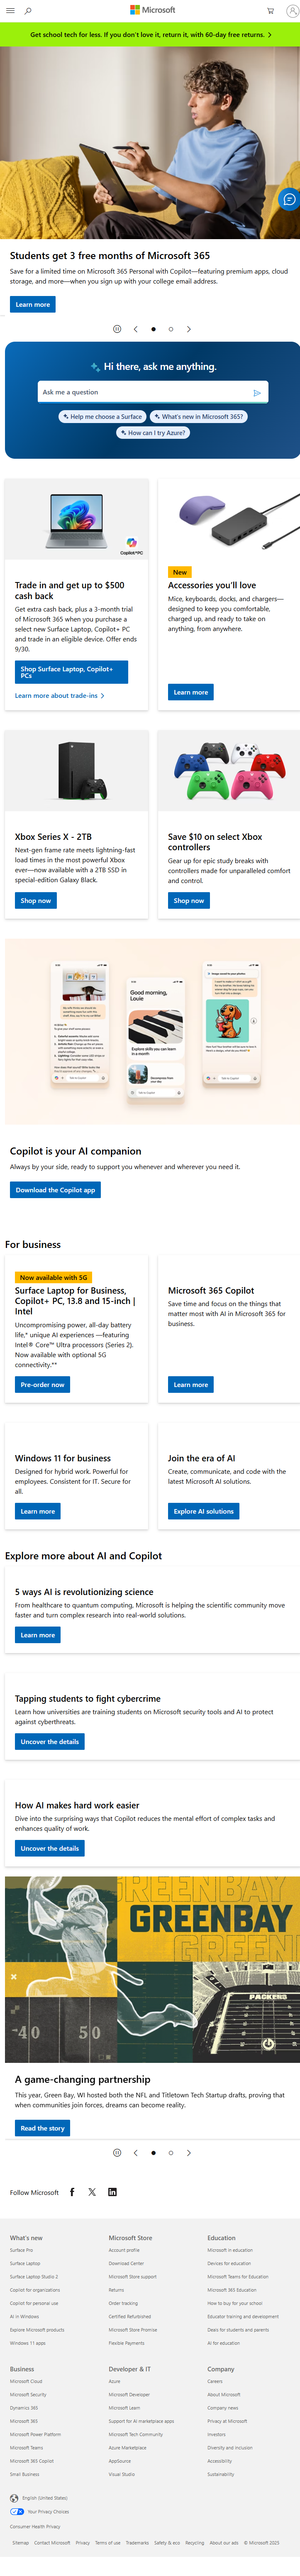 Microsoft
Get school tech for less. If you don't love it, return it, with 60-day free returns.
Students get 3 free months of Microsoft 365
Save for a limited time on Microsoft 365 Personal with Copilot—featuring premium apps, cloud
storage, and more—when you sign up with your college email address.
Learn more
Hi there, ask me anything.
Ask me a question
Help me choose a Surface
What's new in Microsoft 365?
How can I try Azure?
Copilot+PC
Trade in and get up to $500
cash back
Get extra cash back, plus a 3-month trial
of Microsoft 365 when you purchase a
select new Surface Laptop, Copilot+ PC
and trade in an eligible device. Offer ends
9/30.
Shop Surface Laptop, Copilot+
PCs
Learn more about trade-ins
New
Accessories you'll love
Mice, keyboards, docks, and chargers—
designed to keep you comfortable,
charged up, and ready to take on
anything, from anywhere.
Learn more
Xbox Series X - 2TB
Next-gen frame rate meets lightning-fast
load times in the most powerful Xbox
ever—now available with a 2TB SSD in
special-edition Galaxy Black.
Shop now
Save $10 on select Xbox
controllers
Gear up for epic study breaks with
controllers made for unparalleled comfort
and control.
Shop now
Good morning,
Louie
Explore skills you can learn
in a month
Copilot is your AI companion
Always by your side, ready to support you whenever and wherever you need it.
Download the Copilot app
For business
Now available with 5G
Surface Laptop for Business,
Copilot+ PC, 13.8 and 15-inch |
Intel
Uncompromising power, all-day battery
life,* unique AI experiences —featuring
Intel® Core™ Ultra processors (Series 2).
Now available with optional 5G
connectivity.**
Pre-order now
Microsoft 365 Copilot
Save time and focus on the things that
matter most with AI in Microsoft 365 for
business.
Learn more
Windows 11 for business
Designed for hybrid work. Powerful for
employees. Consistent for IT. Secure for
all.
Learn more
Join the era of AI
Create, communicate, and code with the
latest Microsoft AI solutions.
Explore AI solutions
Explore more about AI and Copilot
5 ways AI is revolutionizing science
From healthcare to quantum computing, Microsoft is helping the scientific community move
faster and turn complex research into real-world solutions.
Learn more
Tapping students to fight cybercrime
Learn how universities are training students on Microsoft security tools and AI to protect
against cyberthreats.
Uncover the details
How AI makes hard work easier
Dive into the surprising ways that Copilot reduces the mental effort of complex tasks and
enhances quality of work.
Uncover the details
GREENBAY
GREENBAY
GREENBAY
PACKERS
40 50
A game-changing partnership
This year, Green Bay, WI hosted both the NFL and Titletown Tech Startup drafts, proving that
when communities join forces, dreams can become reality.
Read the story
Follow Microsoft
What's new
Surface Pro
Surface Laptop
Surface Laptop Studio 2
Copilot for organizations
Copilot for personal use
AI in Windows
Explore Microsoft products
Windows 11 apps
Microsoft Store
Account profile
Download Center
Microsoft Store support
Returns
Order tracking
Certified Refurbished
Microsoft Store Promise
Flexible Payments
Education
Microsoft in education
Devices for education
Microsoft Teams for Education
Microsoft 365 Education
How to buy for your school
Educator training and development
Deals for students and parents
AI for education
Business
Microsoft Cloud
Microsoft Security
Dynamics 365
Microsoft 365
Microsoft Power Platform
Microsoft Teams
Microsoft 365 Copilot
Small Business
Developer & IT
Azure
Microsoft Developer
Microsoft Learn
Support for AI marketplace apps
Microsoft Tech Community
Azure Marketplace
AppSource
Visual Studio
Company
Careers
About Microsoft
Company news
Privacy at Microsoft
Investors
Diversity and inclusion
Accessibility
Sustainability
English (United States)
Your Privacy Choices
Consumer Health Privacy
Sitemap Contact Microsoft Privacy Terms of use Trademarks Safety & eco Recycling About our ads © Microsoft 2025